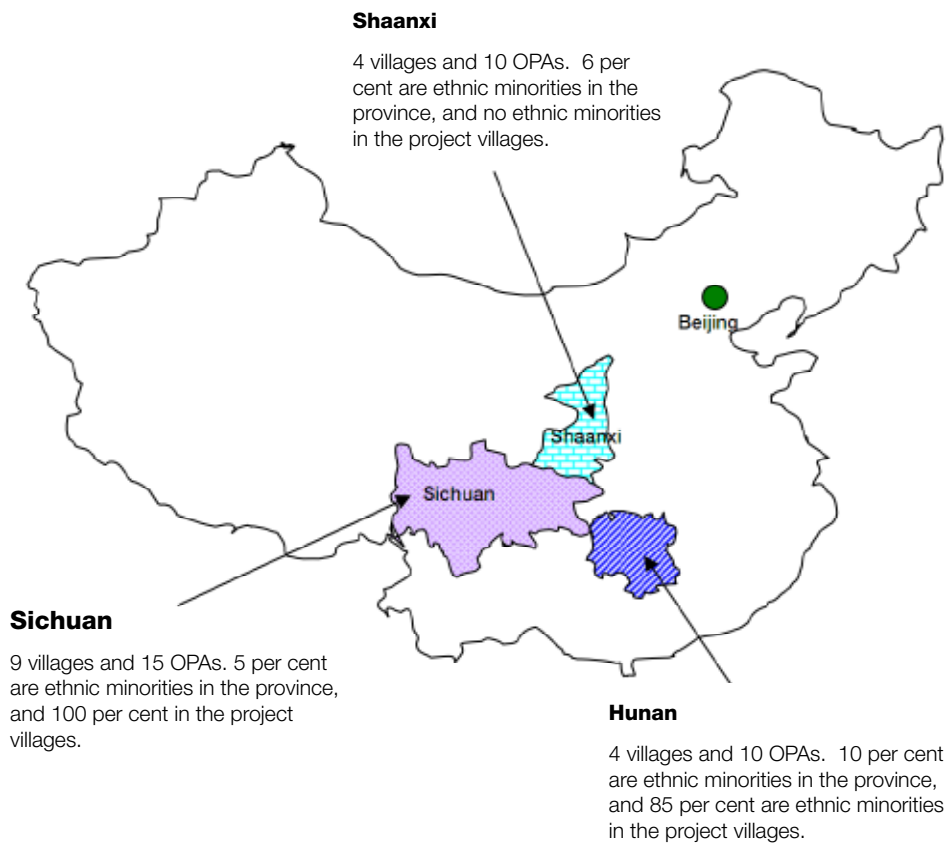 Shaanxi
4 villages and 10 OPAs. 6 per
cent are ethnic minorities in the
province, and no ethnic minorities
in the project villages.
Beijing
Shaanxi
Sichuan
Sichuan
9 villages and 15 OPAs. 5 per cent
are ethnic minorities in the province,
and 100 per cent in the project
villages.
Hunan
4 villages and 10 OPAs. 10 per cent
are ethnic minorities in the province,
and 85 per cent are ethnic minorities
in the project villages.